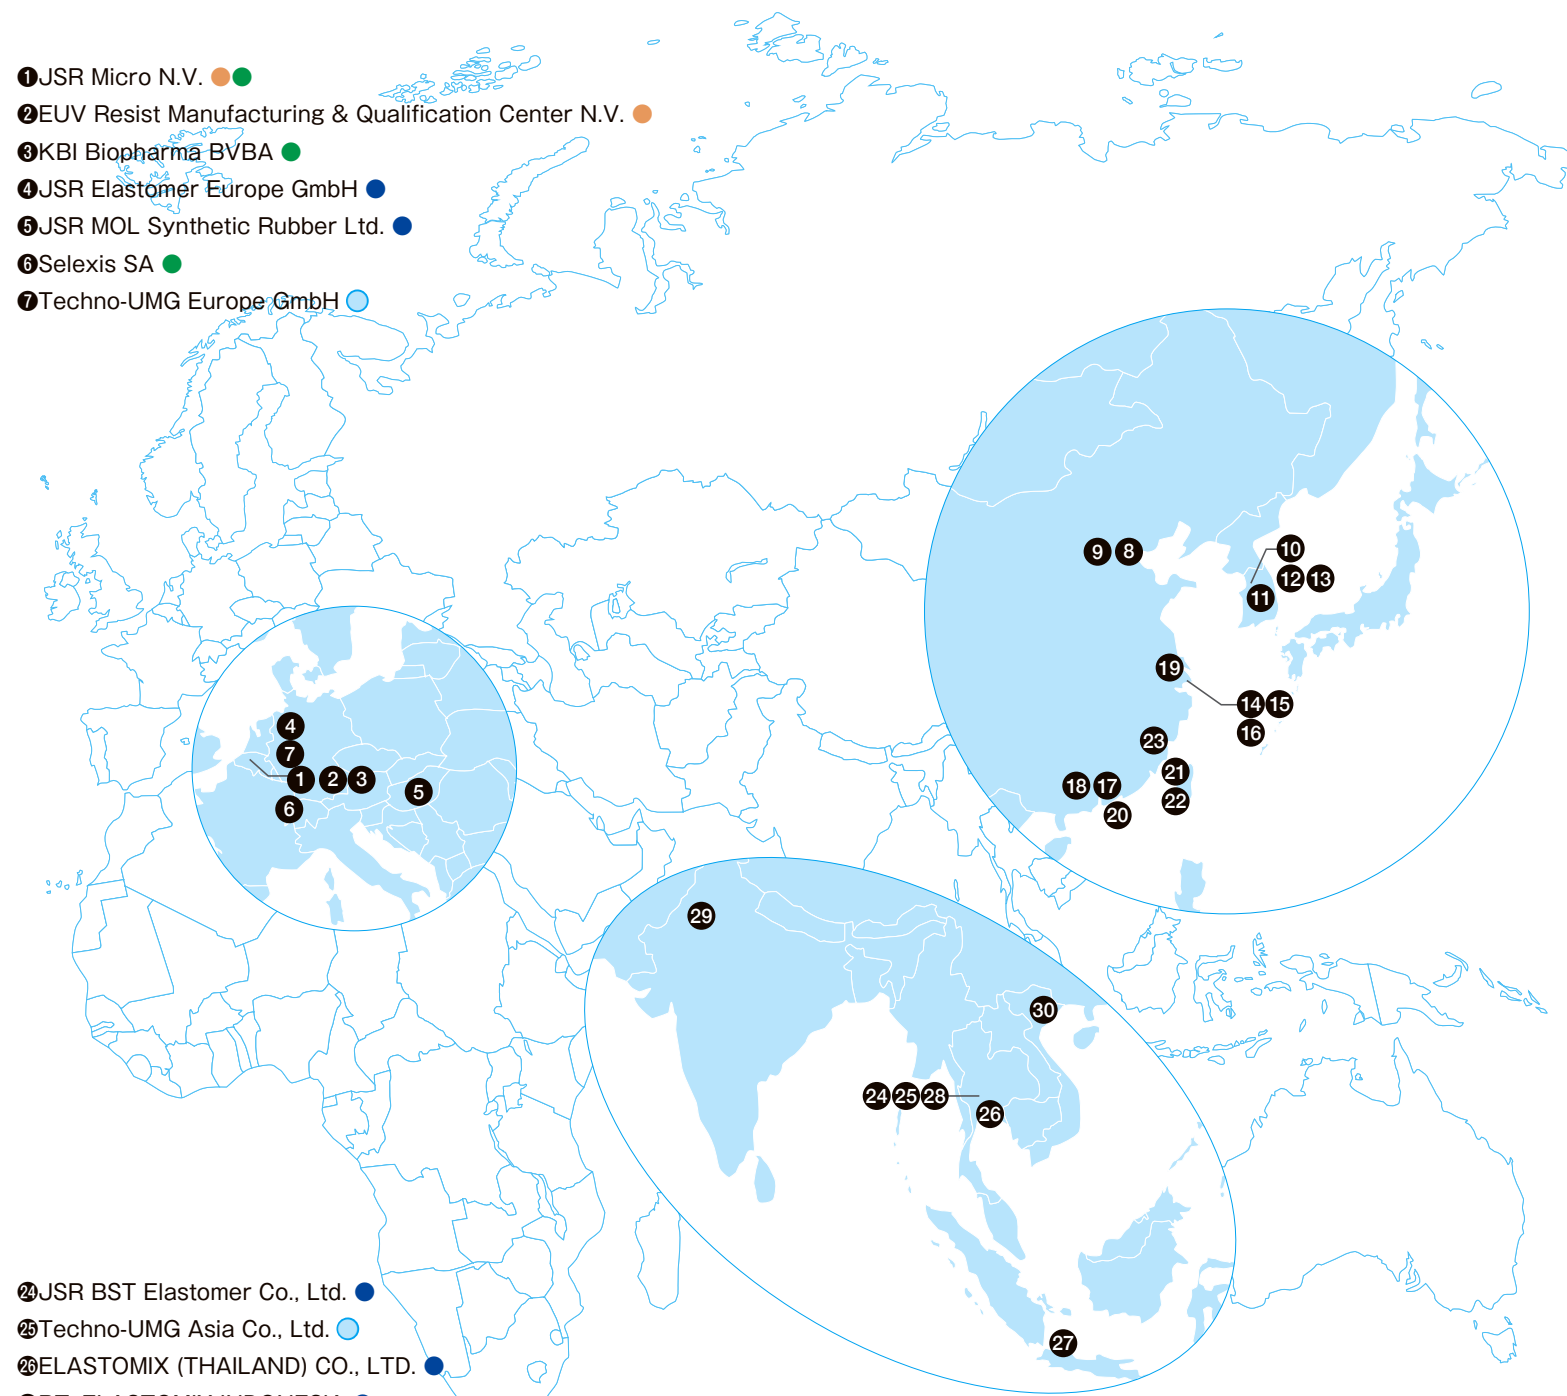 ❶JSR Micro N.V.
❷EUV Resist Manufacturing & Qualification Center N.V.
❸KBI Biopharma BVBA
❹JSR Elastomer Europe GmbH
❺JSR MOL Synthetic Rubber Ltd.
❻Selexis SA
❼Techno-UMG Europe GmbH
9 8 10
12 13
11
19
4
14 15
7
23
16
1 2 3
21
5
18 17
6
22
20
29
30
24 25 28
26
27
㉔JSR BST Elastomer Co., Ltd.
㉕Techno-UMG Asia Co., Ltd.
㉖ELASTOMIX (THAILAND) CO., LTD.